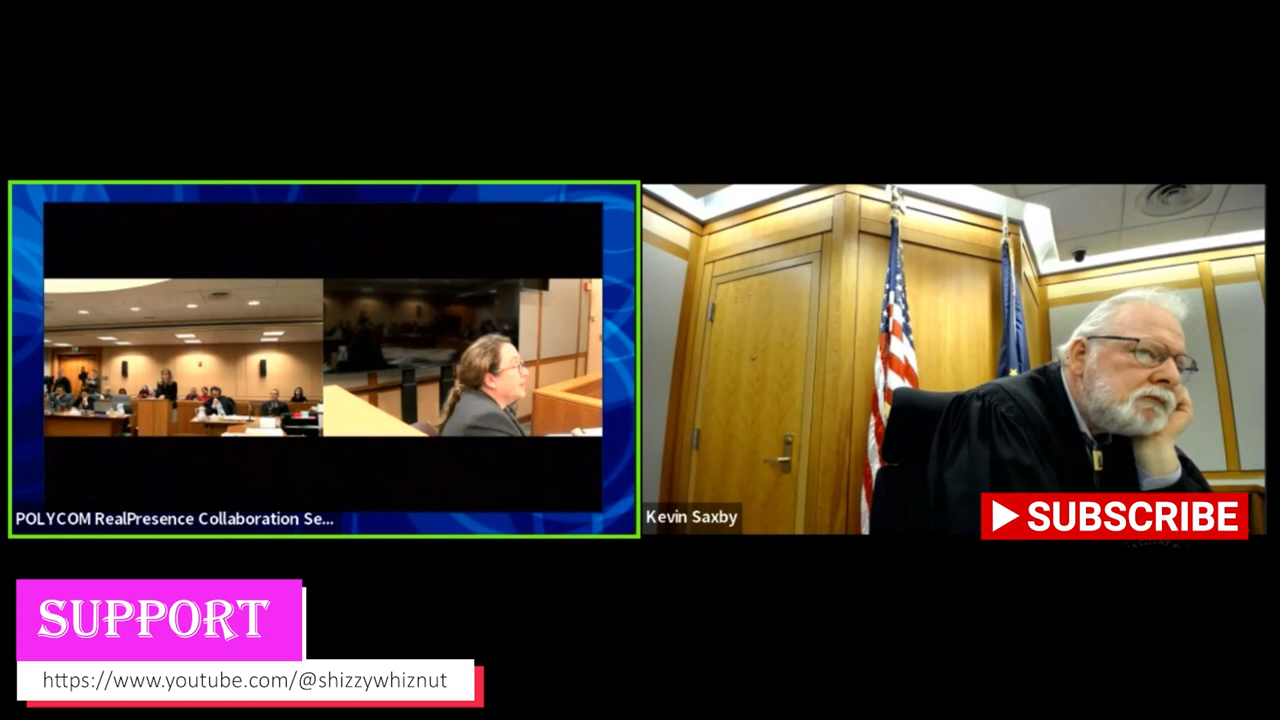 POLYCOM RealPresence Collaboration Se...
Kevin Saxby
SUBSCRIBE
SUPPORT
https://www.youtube.com/@shizzywhiznut